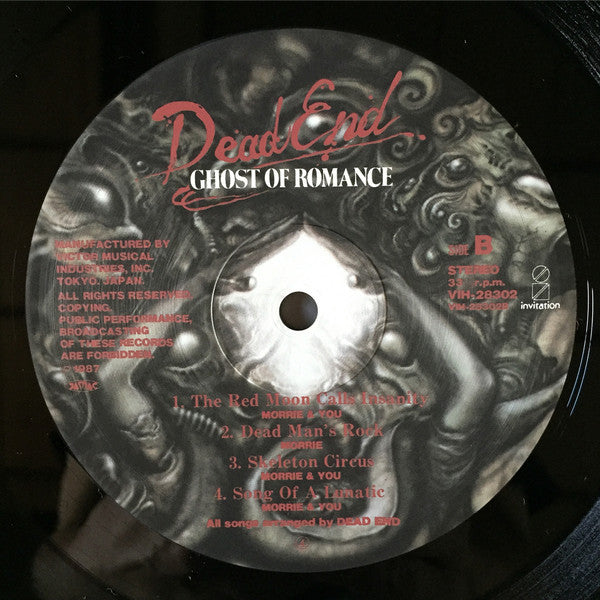 Dead End
GHOST OF ROMANCE
MANUFACTURED BY
VICTOR MUSICAL
INDUSTRIES, INC.
TOKYO. JAPAN.
ALL RIGHTS RESERVED.
COPYING,
PUBLIC PERFORMANCE,
BROADCASTING
OF THESE RECORDS
ARE FORBIDDEN.
℗1987
SIDE B
STEREO
33 r.p.m.
VIH-28302
invitation
1. The Red Moon Calls Insanity
MORRIE & YOU
2. Dead Man's Rock
MORRIE
3. Skeleton Circus
MORRIE & YOU
4. Song Of A Lunatic
MORRIE & YOU
All songs arranged by DEAD END